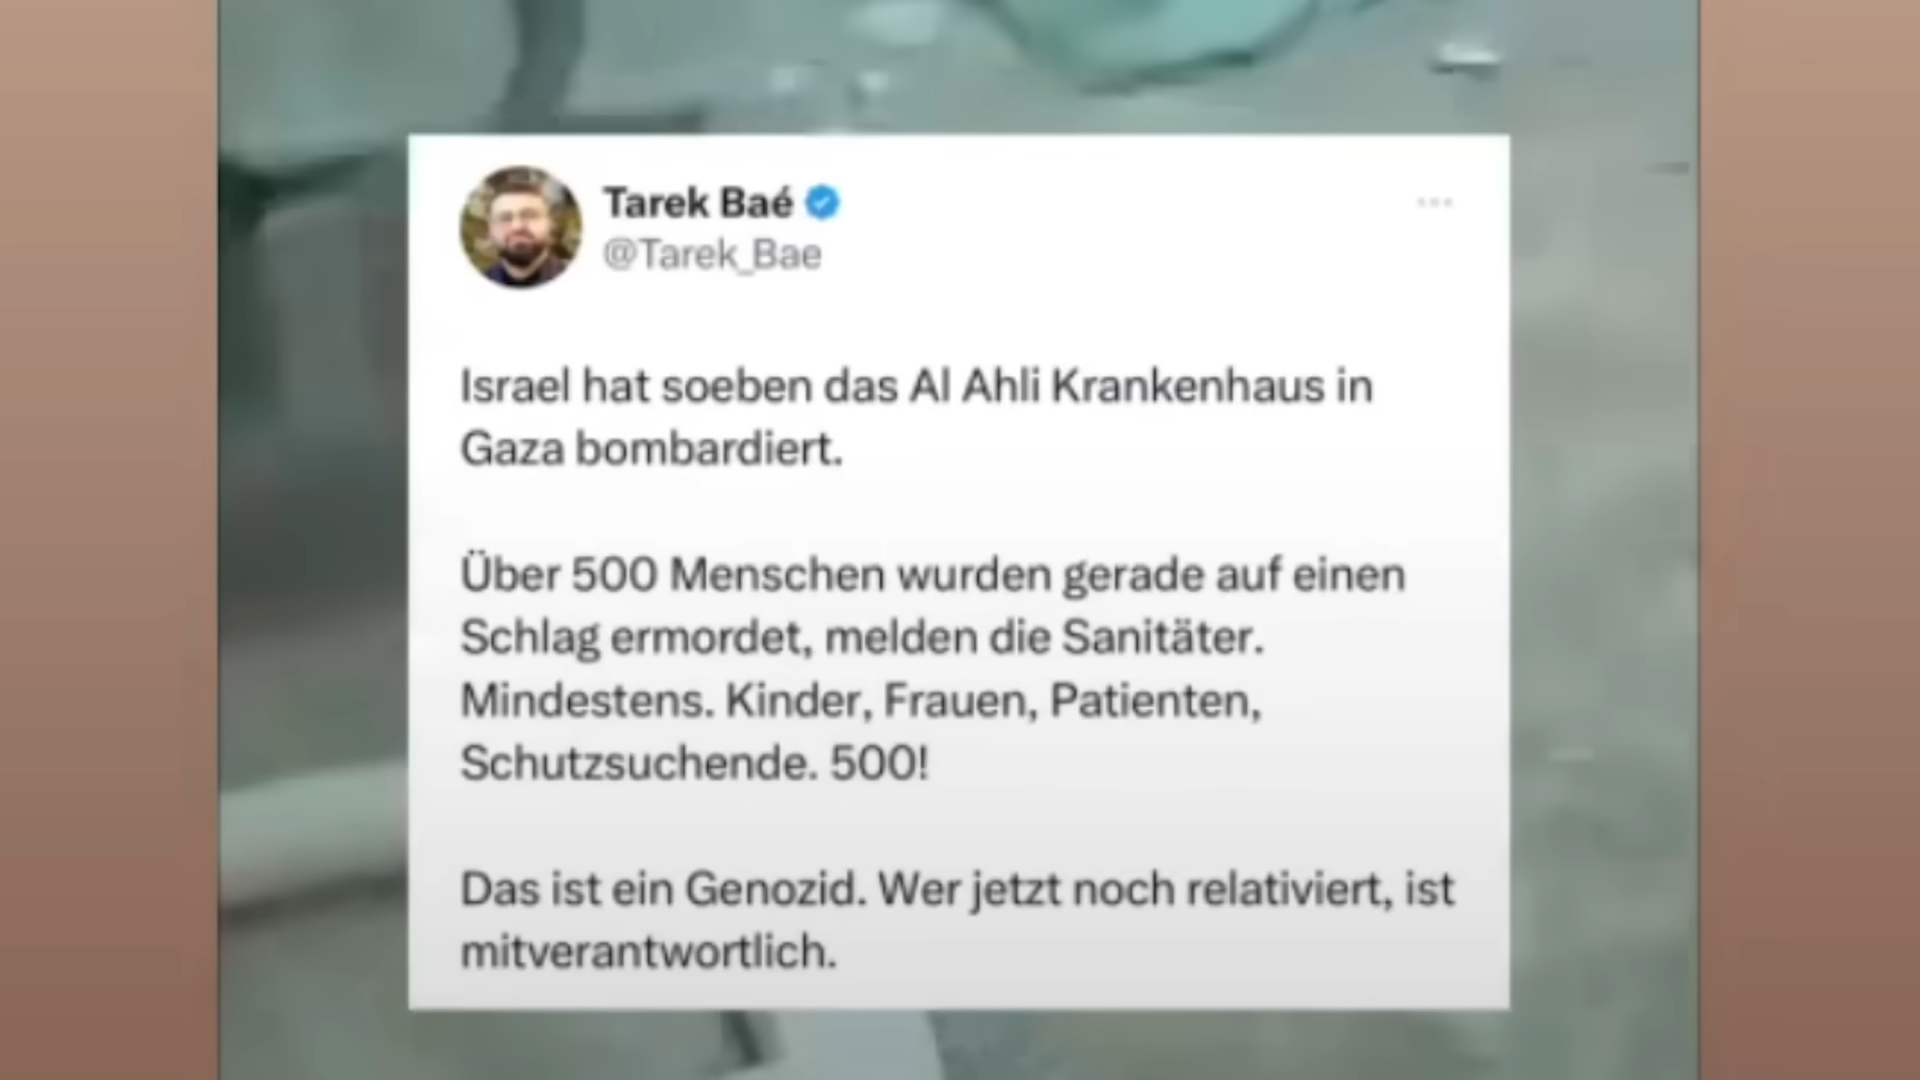 Tarek Baé
@Tarek_Bae
Israel hat soeben das Al Ahli Krankenhaus in
Gaza bombardiert.
Über 500 Menschen wurden gerade auf einen
Schlag ermordet, melden die Sanitäter.
Mindestens. Kinder, Frauen, Patienten,
Schutzsuchende. 500!
Das ist ein Genozid. Wer jetzt noch relativiert, ist
mitverantwortlich.